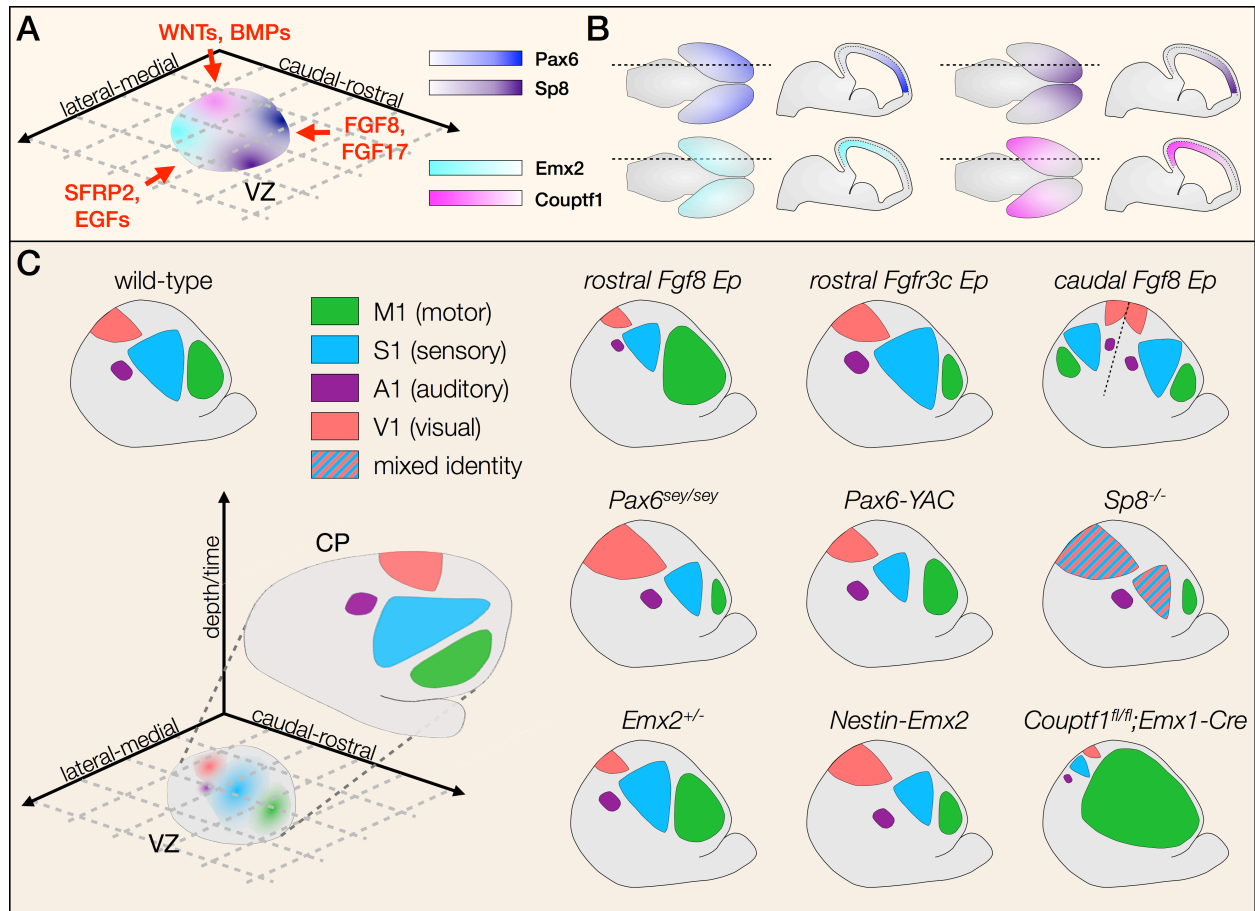 A
WNTs, BMPs
lateral-medial
caudal-rostral
FGF8,
FGF17
SFRP2,
EGFs
VZ
Pax6
Sp8
Emx2
Couptf1
B
C
wild-type
M1 (motor)
S1 (sensory)
A1 (auditory)
V1 (visual)
mixed identity
rostral Fgf8 Ep
rostral Fgfr3c Ep
caudal Fgf8 Ep
Pax6sey/sey
Pax6-YAC
Sp8-/-
Emx2+/-
Nestin-Emx2
Couptf1fl/fl;Emx1-Cre
CP
depth/time
lateral-medial
caudal-rostral
VZ